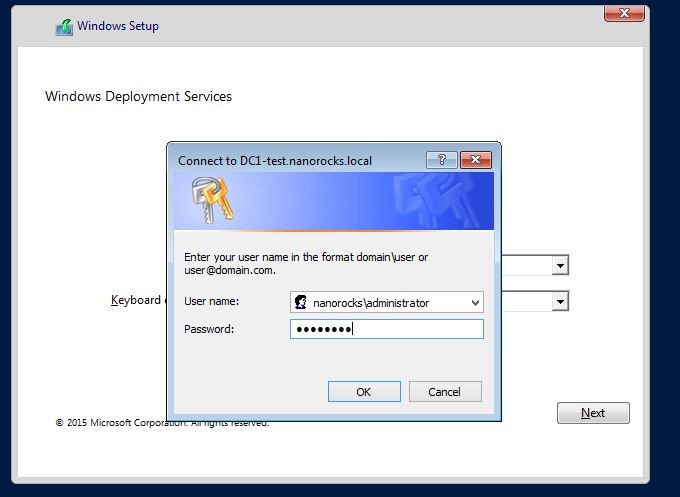 Windows Setup
Windows Deployment Services
Connect to DC1-test.nanorocks.local
?
Enter your user name in the format domain\user or
user@domain.com.
User name:
nanorocks\administrator
Keyboard
Password:
••••••••
OK
Cancel
Next
© 2015 Microsoft Corporation. All rights reserved.